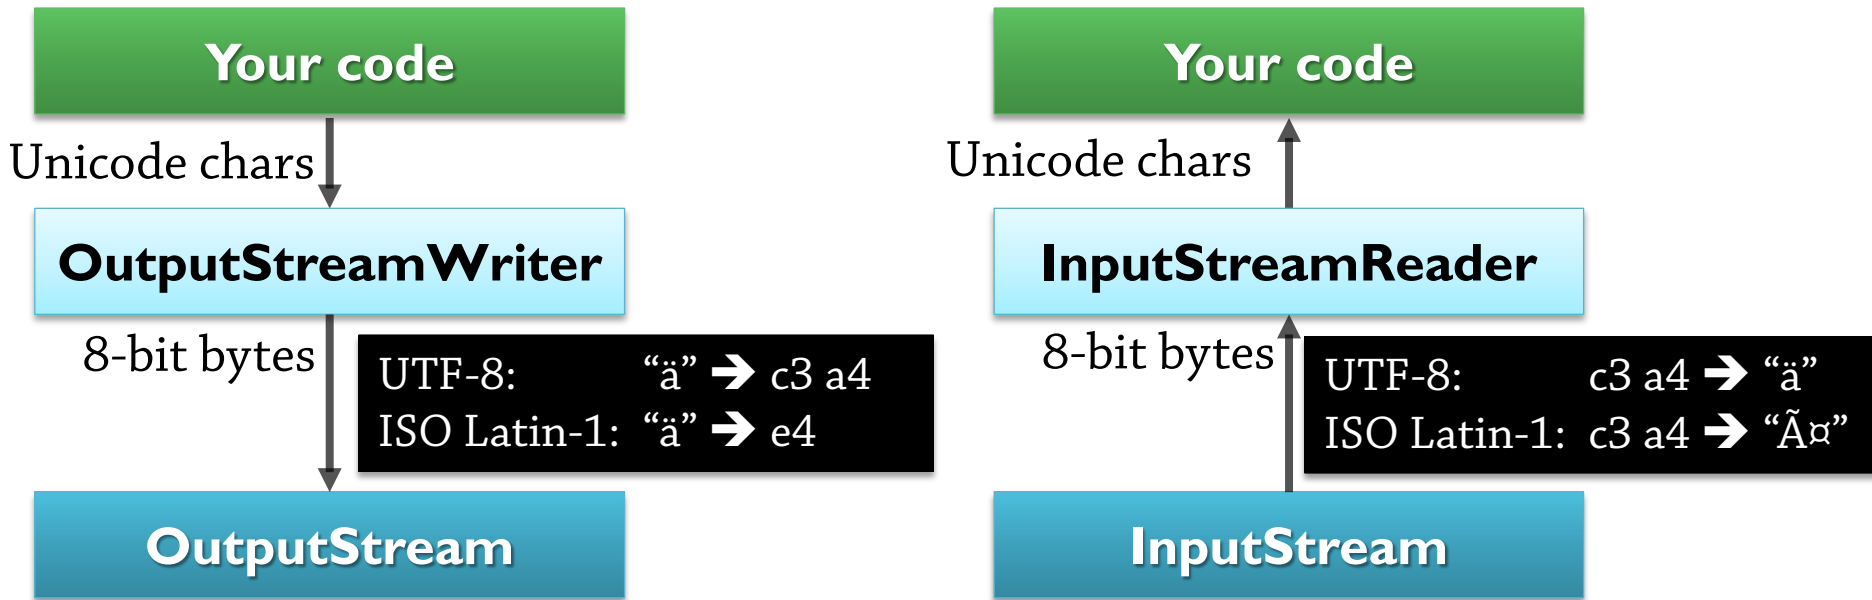 Your code
Unicode chars
OutputStreamWriter
8-bit bytes
UTF-8: “ä” ➔ c3 a4
ISO Latin-1: “ä” ➔ e4
OutputStream
Your code
Unicode chars
InputStreamReader
8-bit bytes
UTF-8: c3 a4 ➔ “ä”
ISO Latin-1: c3 a4 ➔ “Ã¤”
InputStream